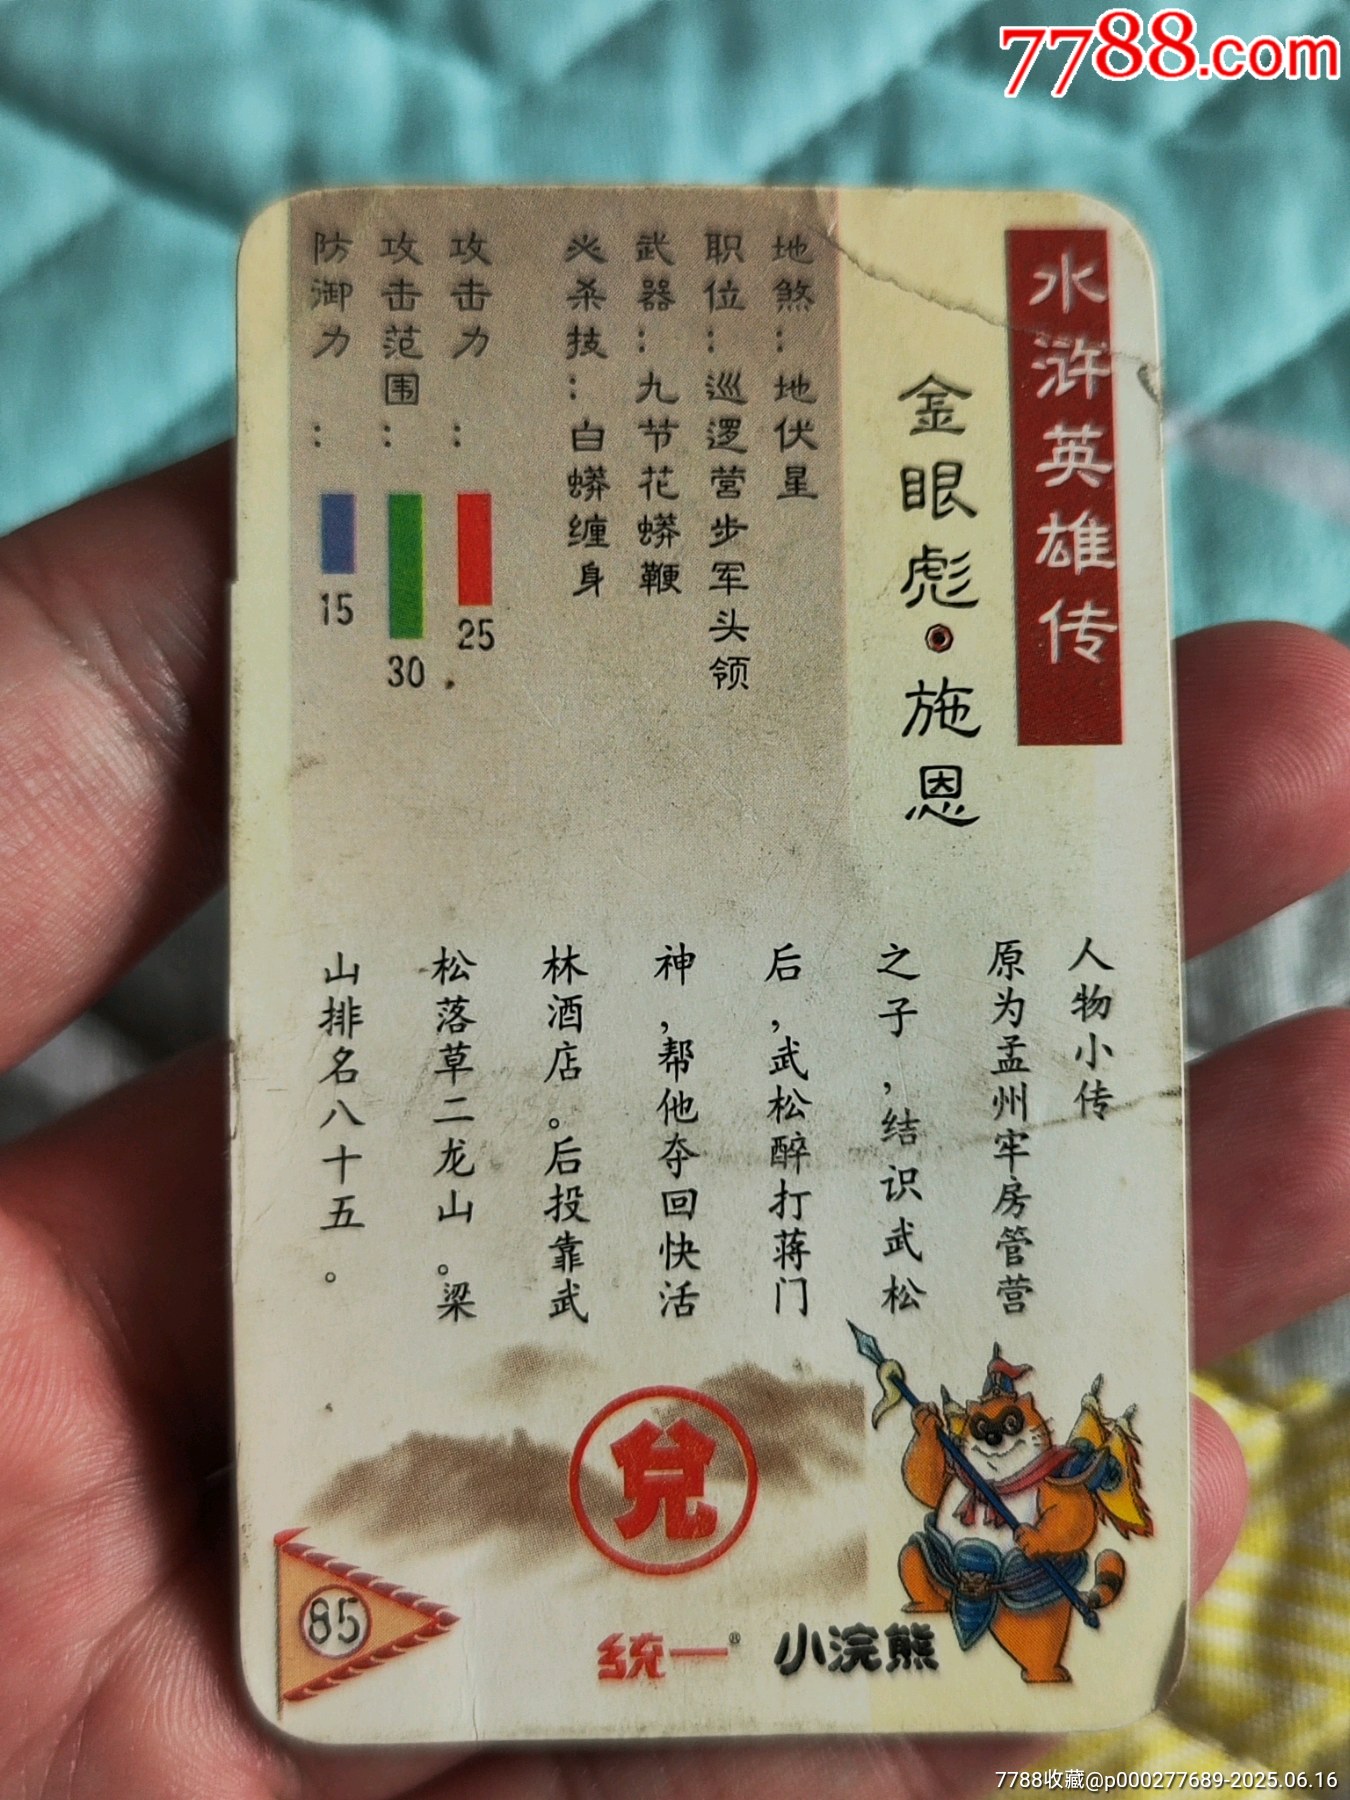 7788.com
水浒英雄传
金眼彪·施恩
地煞：地伏星
职位：巡逻营步军头领
武器：九节花蟒鞭
必杀技：白蟒缠身
攻击力：
25
攻击范围：
30
防御力：
15
人物小传
原为孟州牢房管营
之子，结识武松
后，武松醉打蒋门
神，帮他夺回快活
林酒店。后投靠武
松落草二龙山。梁
山排名八十五。
兑
85
统一®
小浣熊
7788收藏@p000277689-2025.06.16